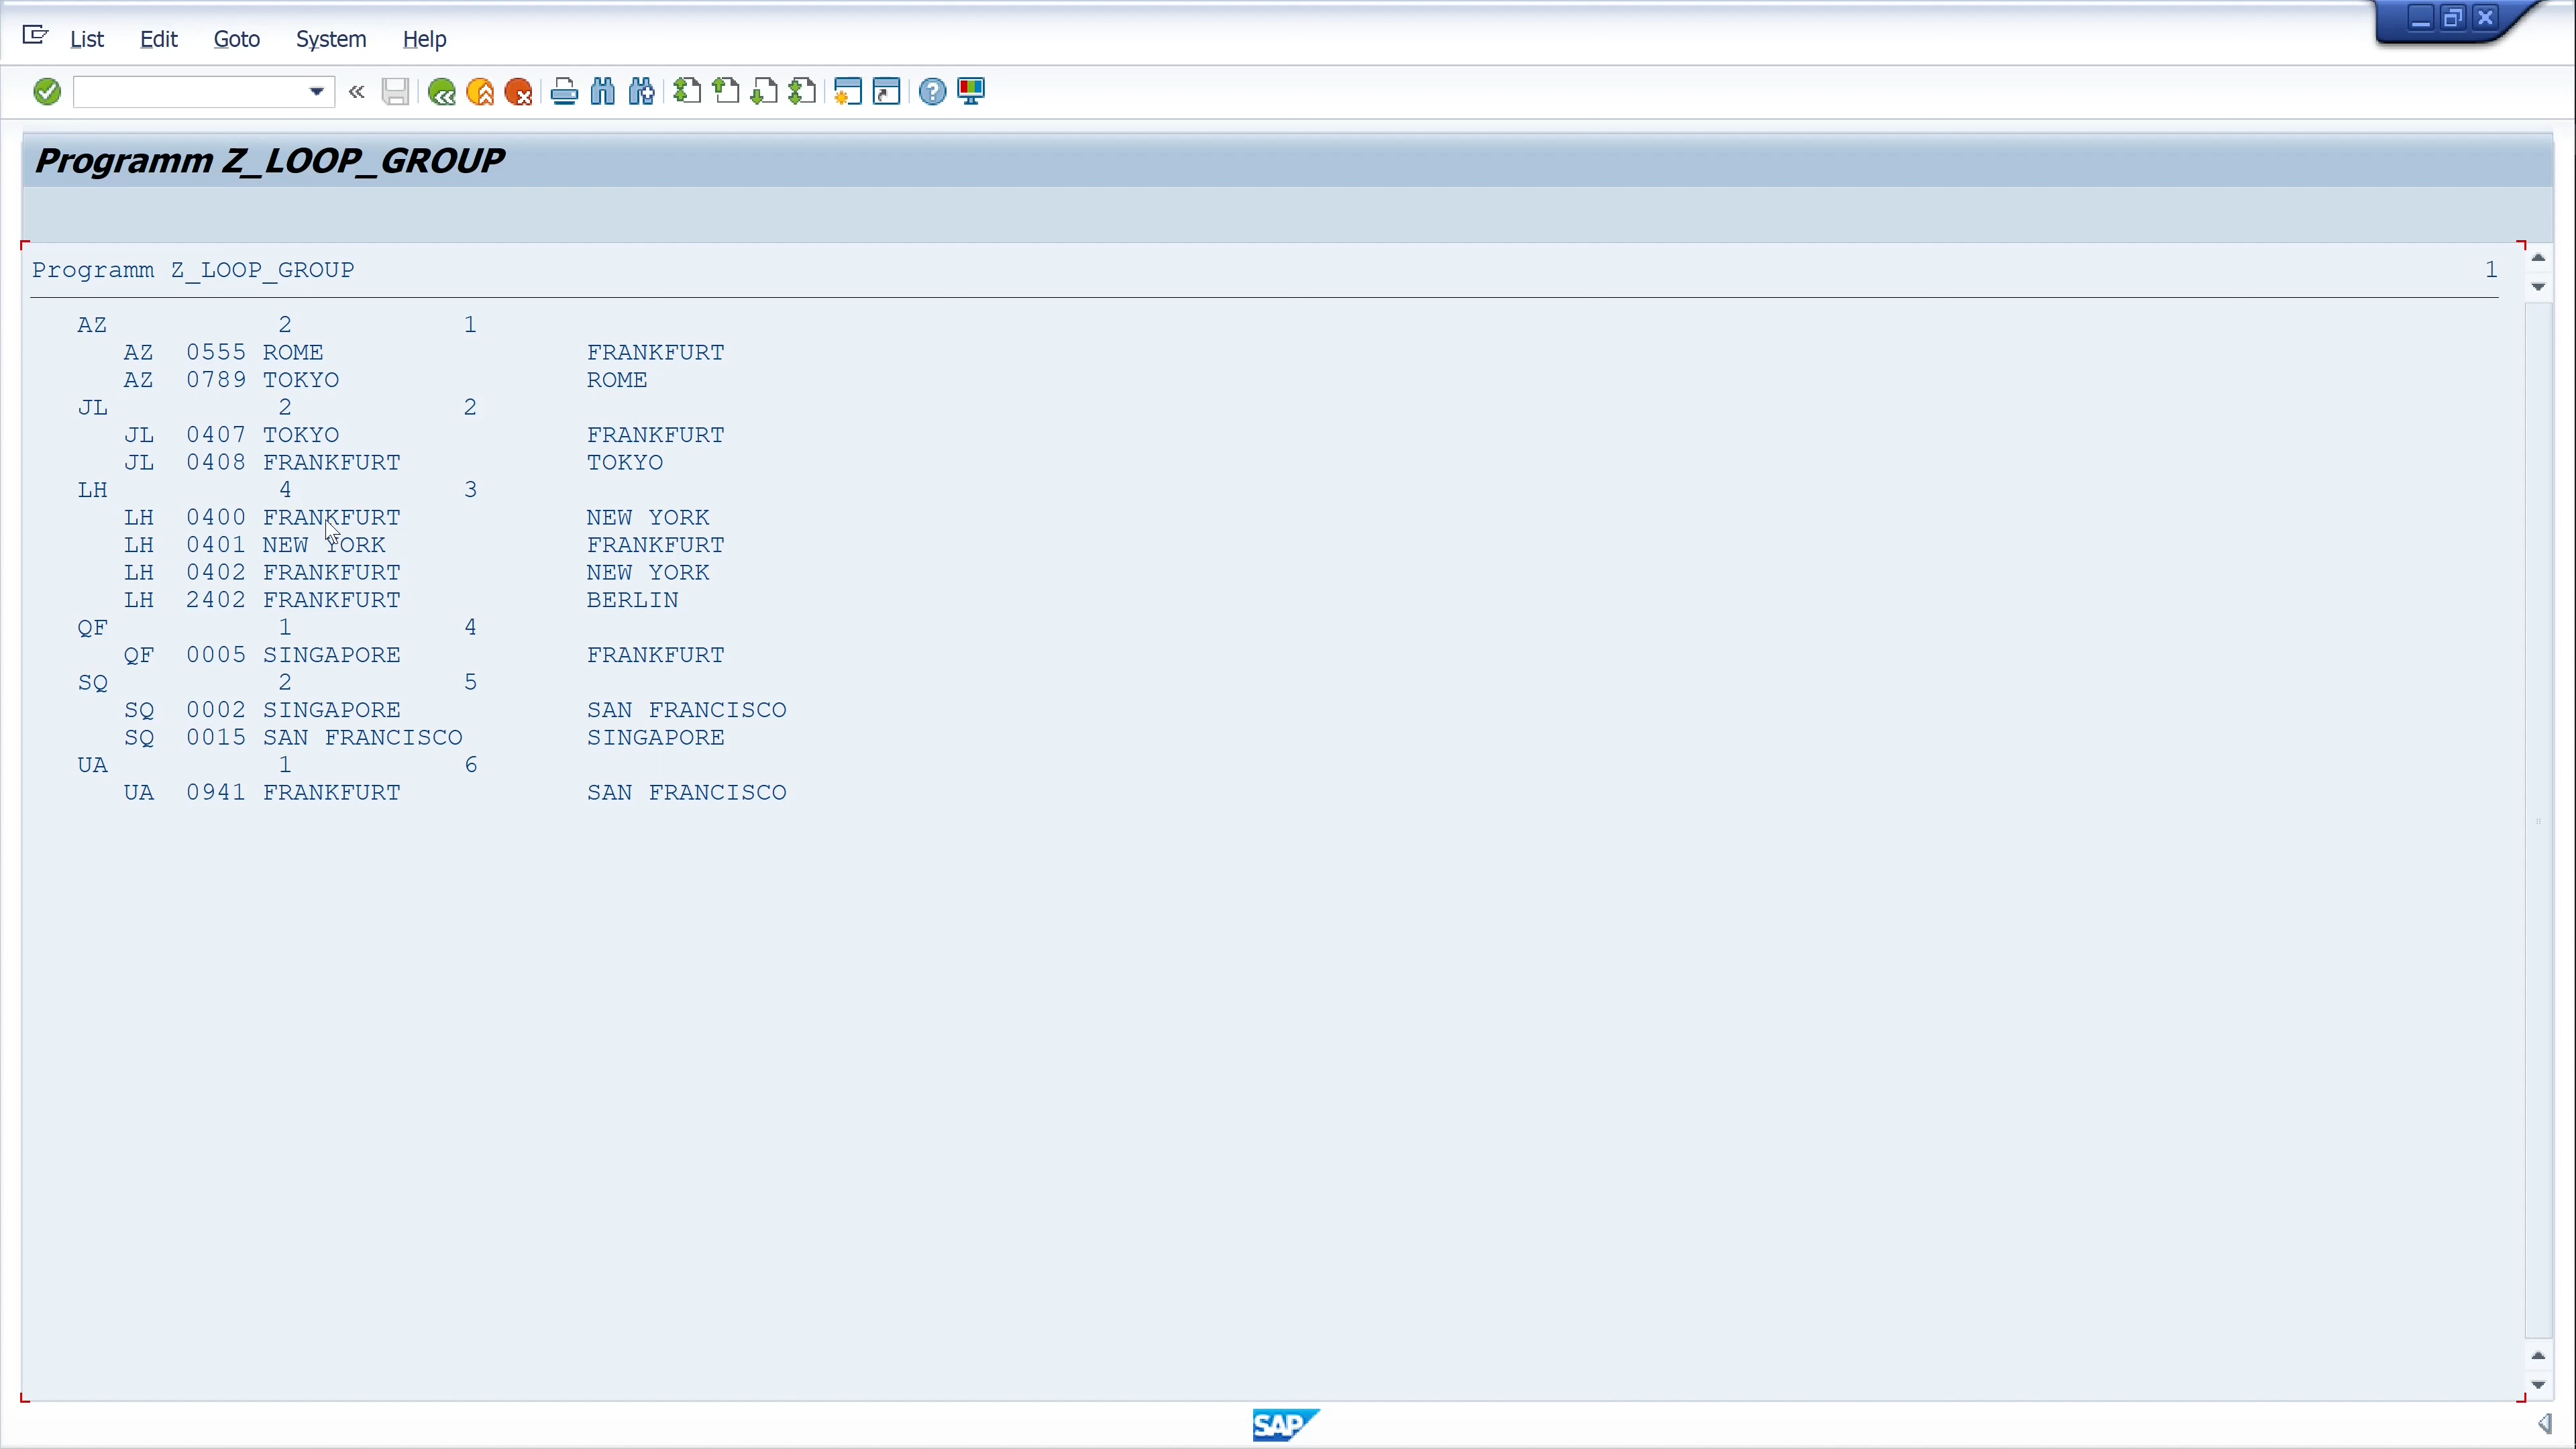 List Edit Goto System Help
Programm Z_LOOP_GROUP
Programm Z_LOOP_GROUP 1
AZ 2 1
AZ 0555 ROME FRANKFURT
AZ 0789 TOKYO ROME
JL 2 2
JL 0407 TOKYO FRANKFURT
JL 0408 FRANKFURT TOKYO
LH 4 3
LH 0400 FRANKFURT NEW YORK
LH 0401 NEW YORK FRANKFURT
LH 0402 FRANKFURT NEW YORK
LH 2402 FRANKFURT BERLIN
QF 1 4
QF 0005 SINGAPORE FRANKFURT
SQ 2 5
SQ 0002 SINGAPORE SAN FRANCISCO
SQ 0015 SAN FRANCISCO SINGAPORE
UA 1 6
UA 0941 FRANKFURT SAN FRANCISCO
SAP